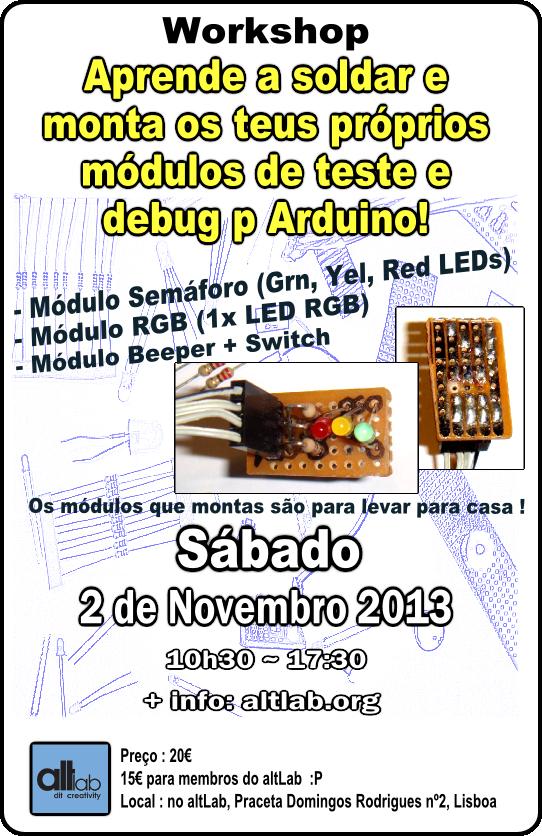 Workshop
Aprende a soldar e
monta os teus próprios
módulos de teste e
debug p Arduino!
- Módulo Semáforo (Grn, Yel, Red LEDs)
- Módulo RGB (1x LED RGB)
- Módulo Beeper + Switch
Os módulos que montas são para levar para casa !
Sábado
2 de Novembro 2013
10h30 ~ 17:30
+ info: altlab.org
altlab
dit creativity
Preço : 20€
15€ para membros do altLab :P
Local : no altLab, Praceta Domingos Rodrigues nº2, Lisboa